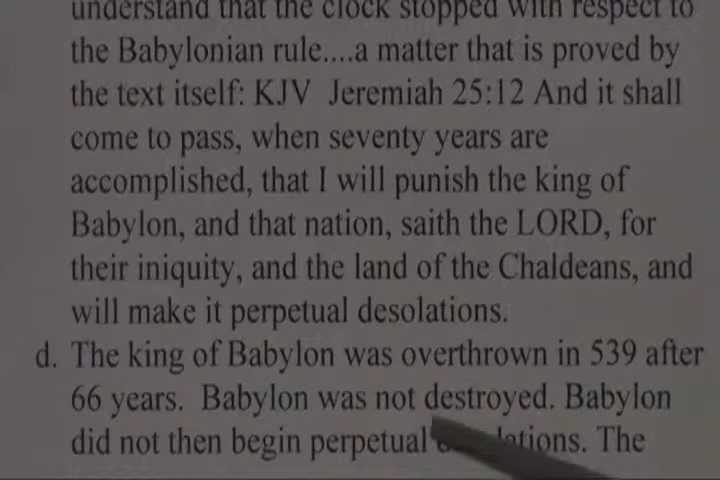 understand that the clock stopped with respect to
the Babylonian rule....a matter that is proved by
the text itself: KJV Jeremiah 25:12 And it shall
come to pass, when seventy years are
accomplished, that I will punish the king of
Babylon, and that nation, saith the LORD, for
their iniquity, and the land of the Chaldeans, and
will make it perpetual desolations.
d. The king of Babylon was overthrown in 539 after
66 years. Babylon was not destroyed. Babylon
did not then begin perpetual The